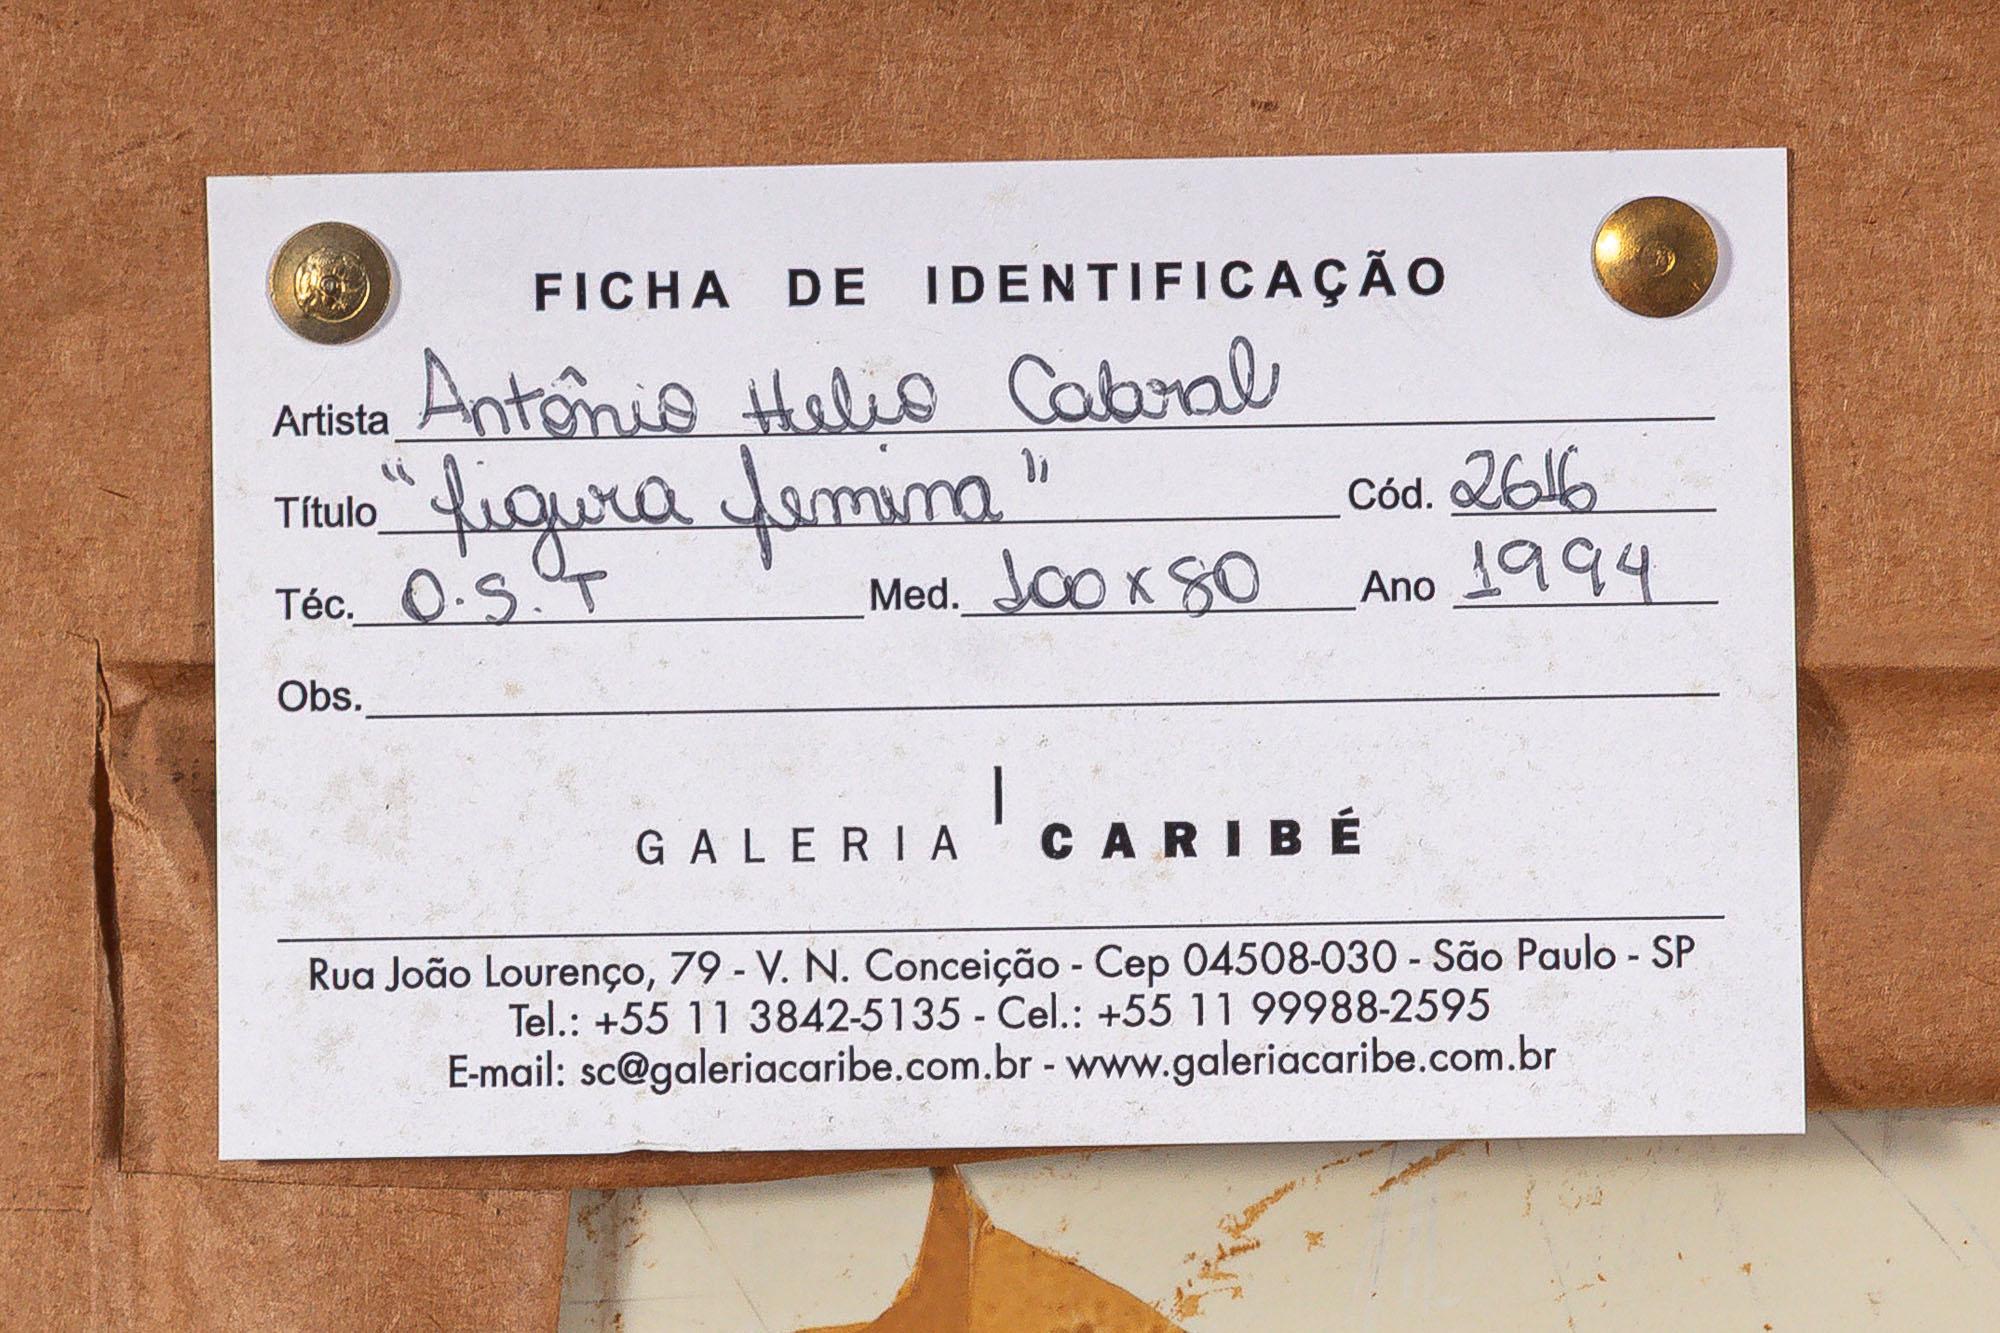 FICHA DE IDENTIFICAÇÃO
Artista Antônio Helio Cabral
Título "figura femina" Cód. 2616
Téc. O.S.T Med. 100x80 Ano 1994
Obs.
GALERIA | CARIBÉ
Rua João Lourenço, 79 - V. N. Conceição - Cep 04508-030 - São Paulo - SP
Tel.: +55 11 3842-5135 - Cel.: +55 11 99988-2595
E-mail: sc@galeriacaribe.com.br - www.galeriacaribe.com.br